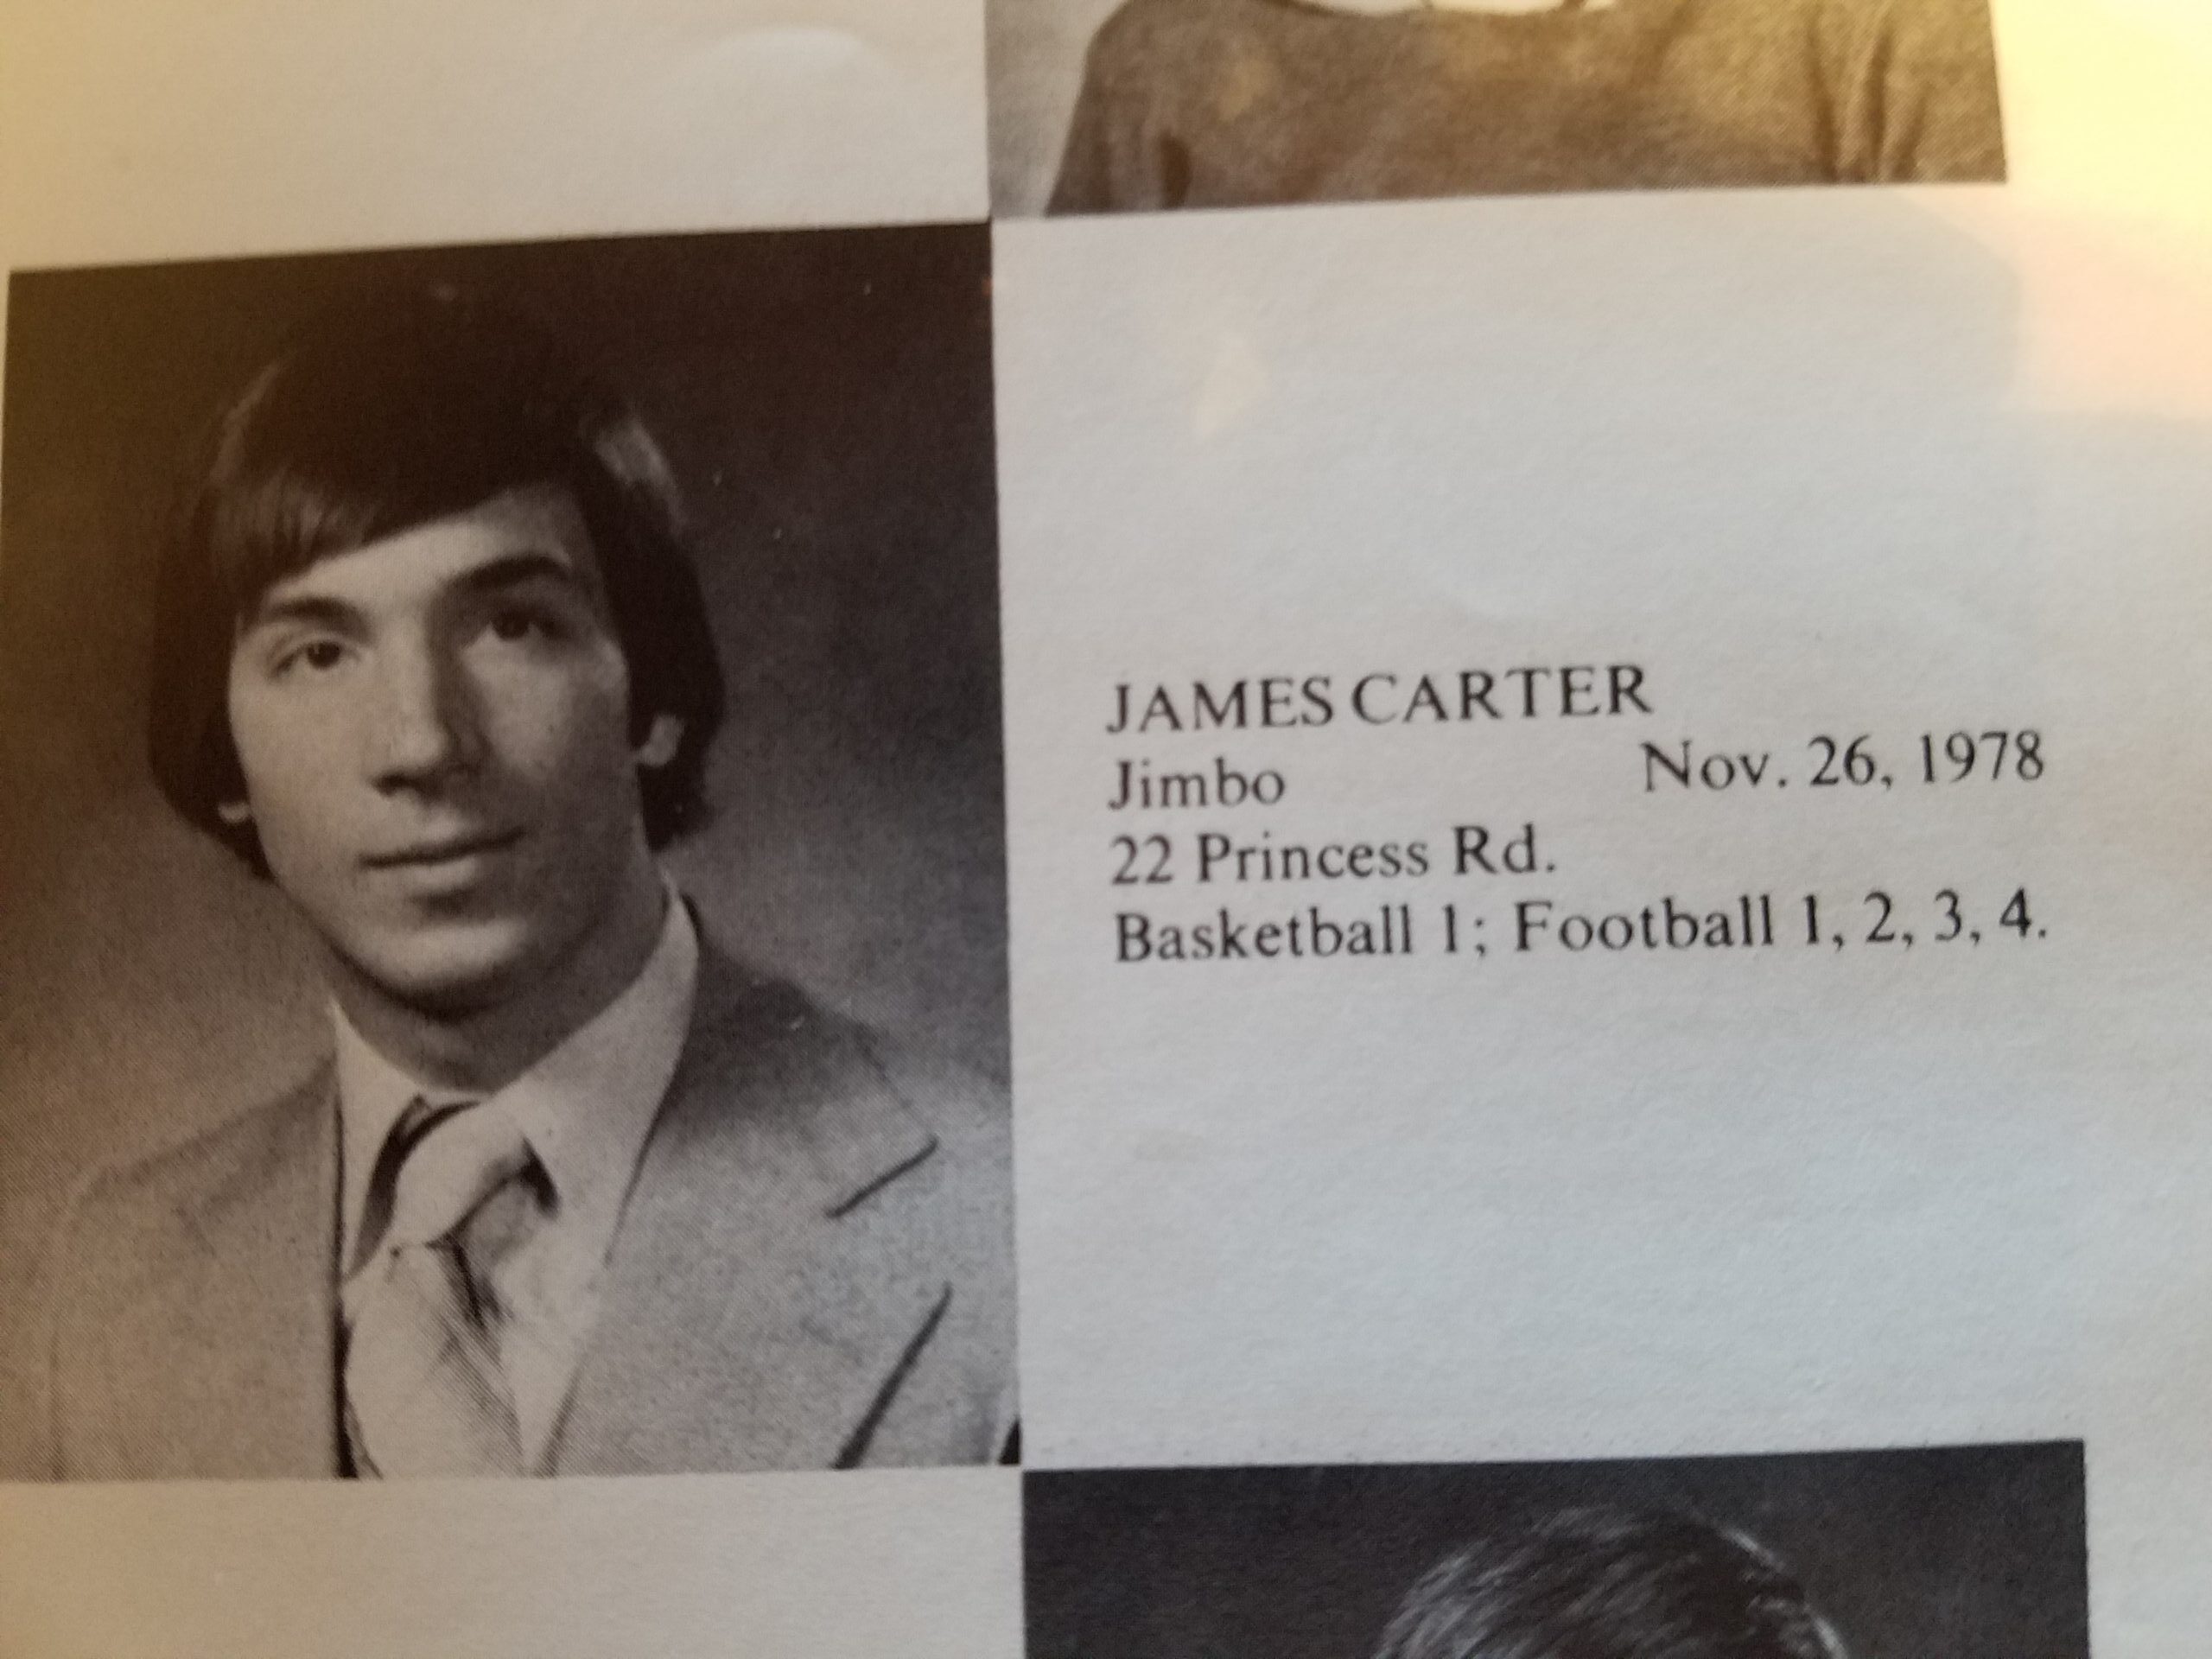 JAMES CARTER
Jimbo Nov. 26, 1978
22 Princess Rd.
Basketball 1; Football 1, 2, 3, 4.